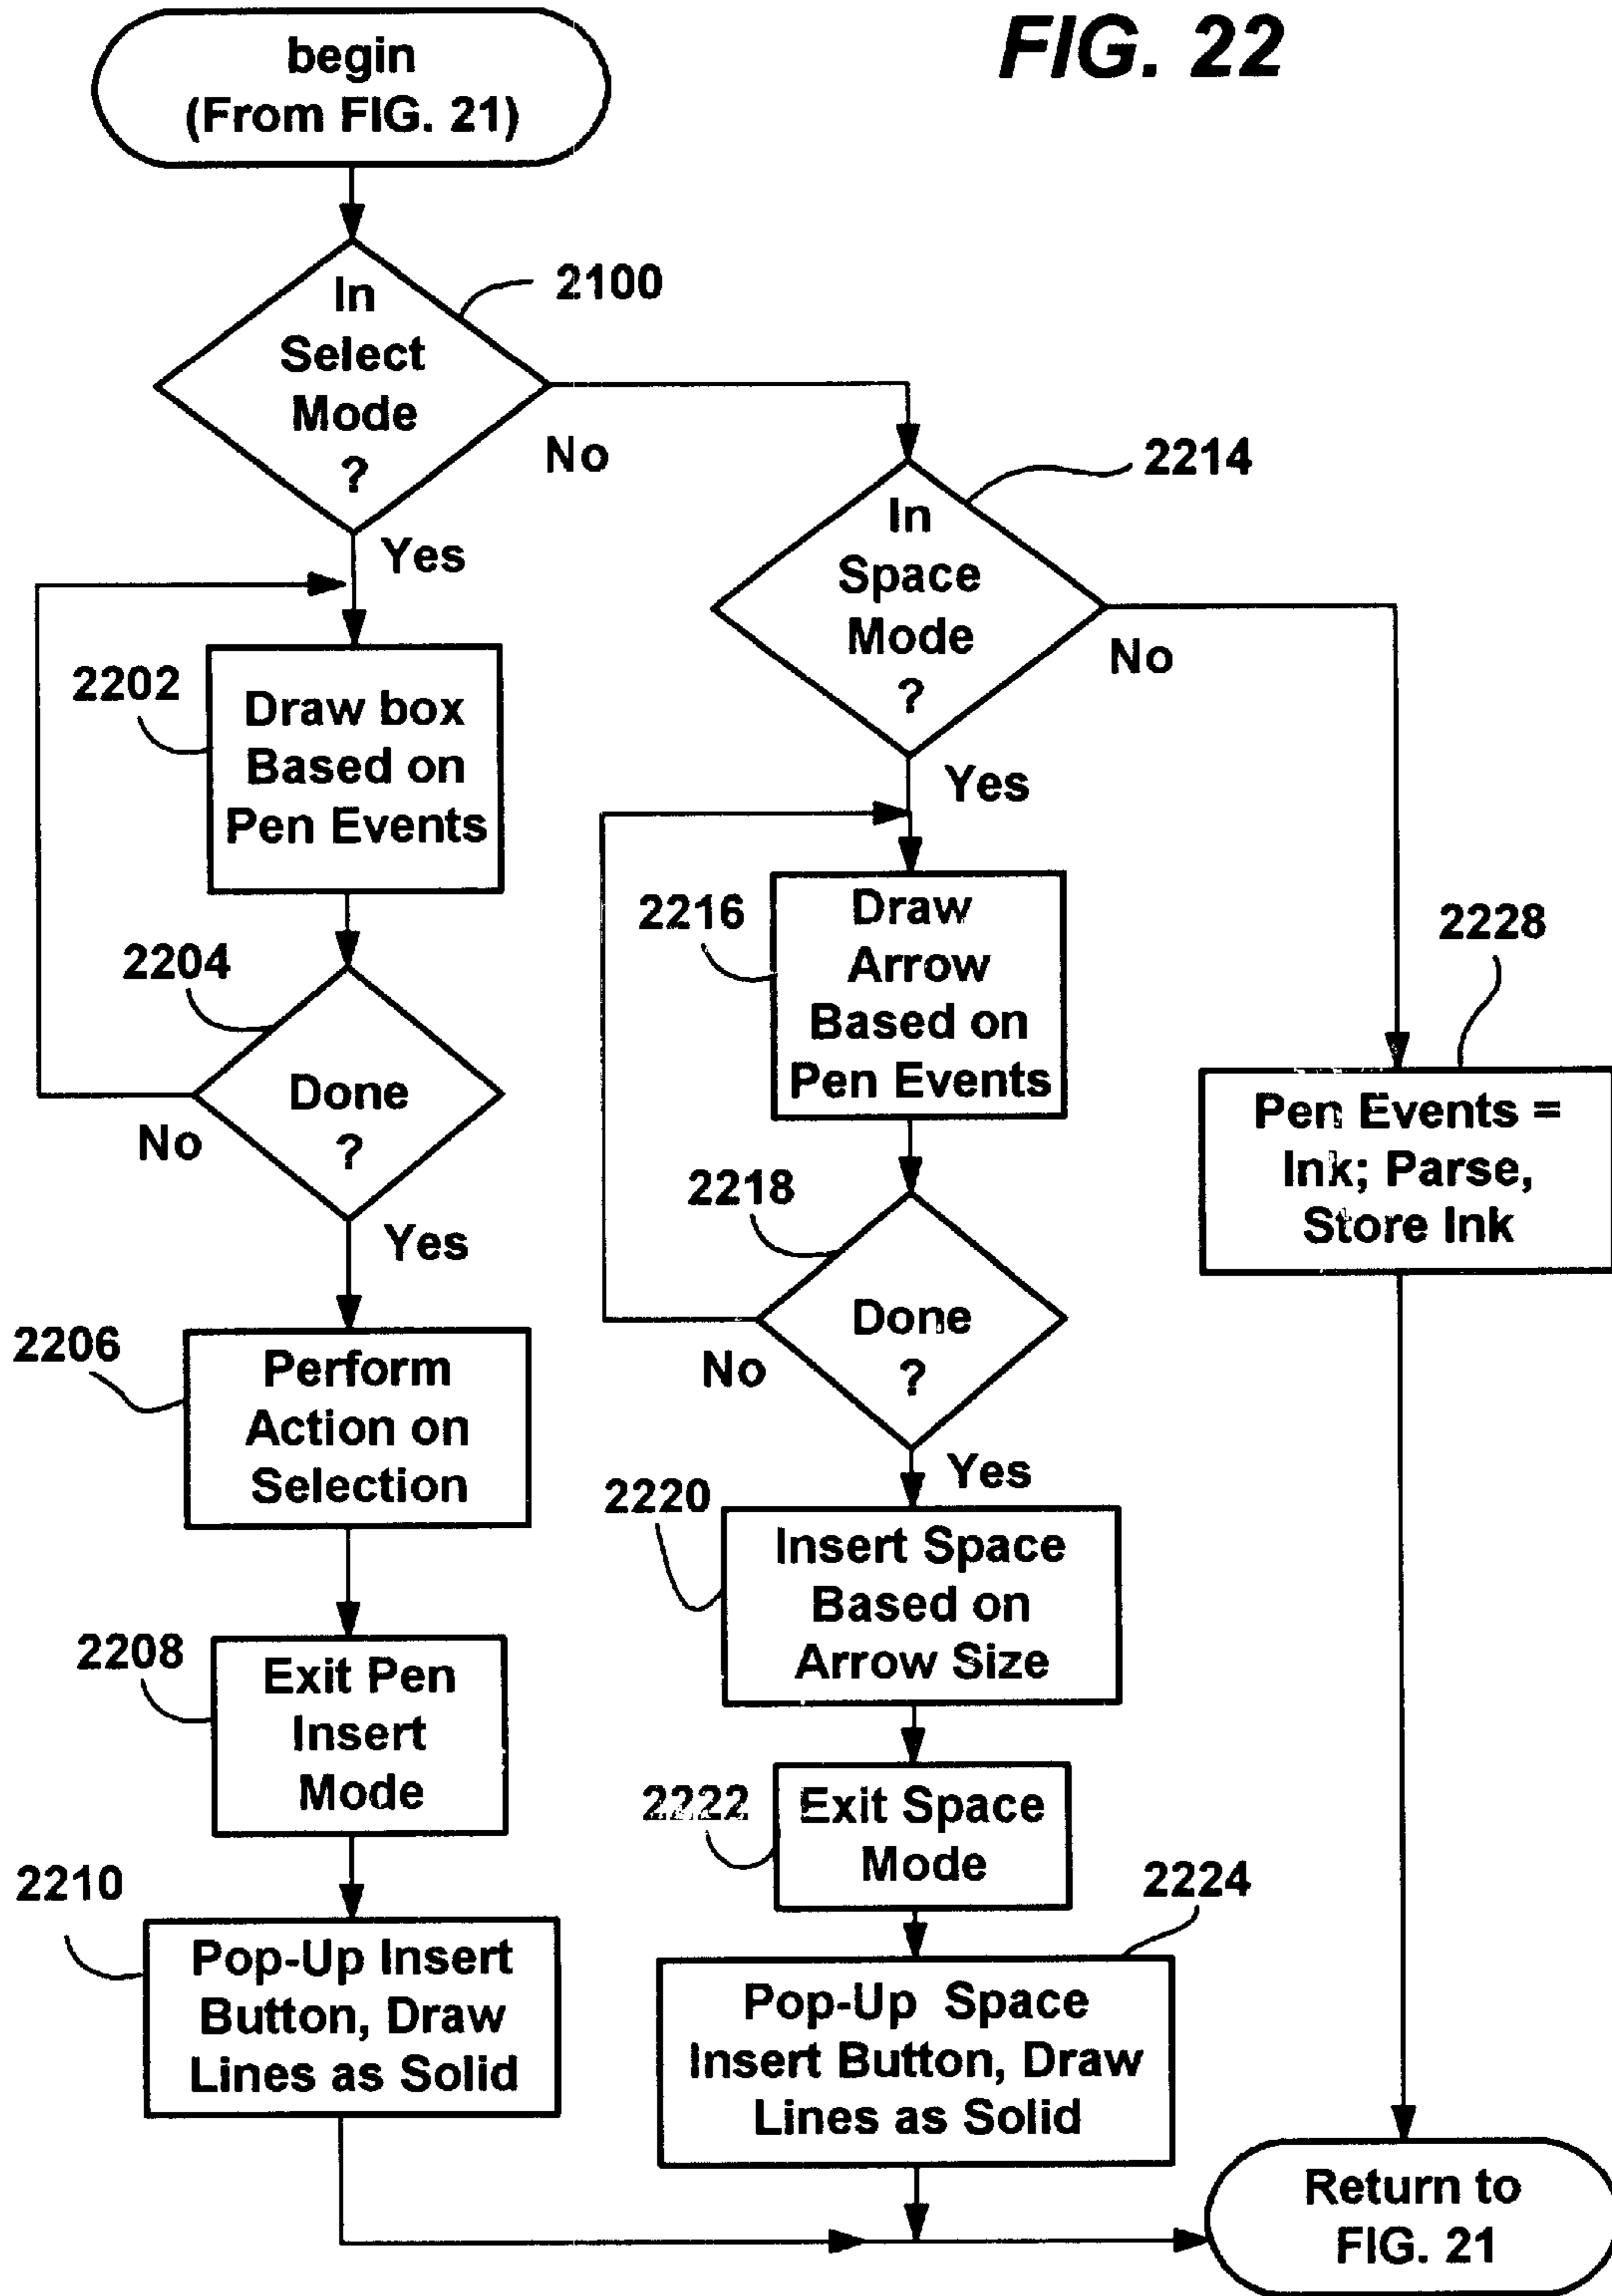 FIG. 22
begin
(From FIG. 21)
In
Select
Mode
?
2100
No
Yes
2202
Draw box
Based on
Pen Events
2204
Done
?
No
Yes
2206
Perform
Action on
Selection
2208
Exit Pen
Insert
Mode
2210
Pop-Up Insert
Button, Draw
Lines as Solid
2214
In
Space
Mode
?
No
Yes
2216
Draw
Arrow
Based on
Pen Events
2218
Done
?
No
Yes
2220
Insert Space
Based on
Arrow Size
2222
Exit Space
Mode
2224
Pop-Up Space
Insert Button, Draw
Lines as Solid
2228
Pen Events =
Ink; Parse,
Store Ink
Return to
FIG. 21